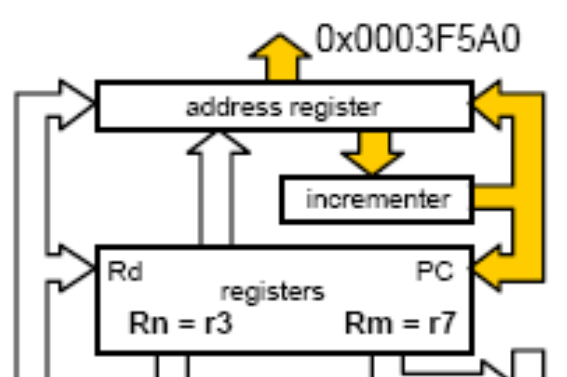 0x0003F5A0
address register
incrementer
Rd PC
registers
Rn = r3 Rm = r7